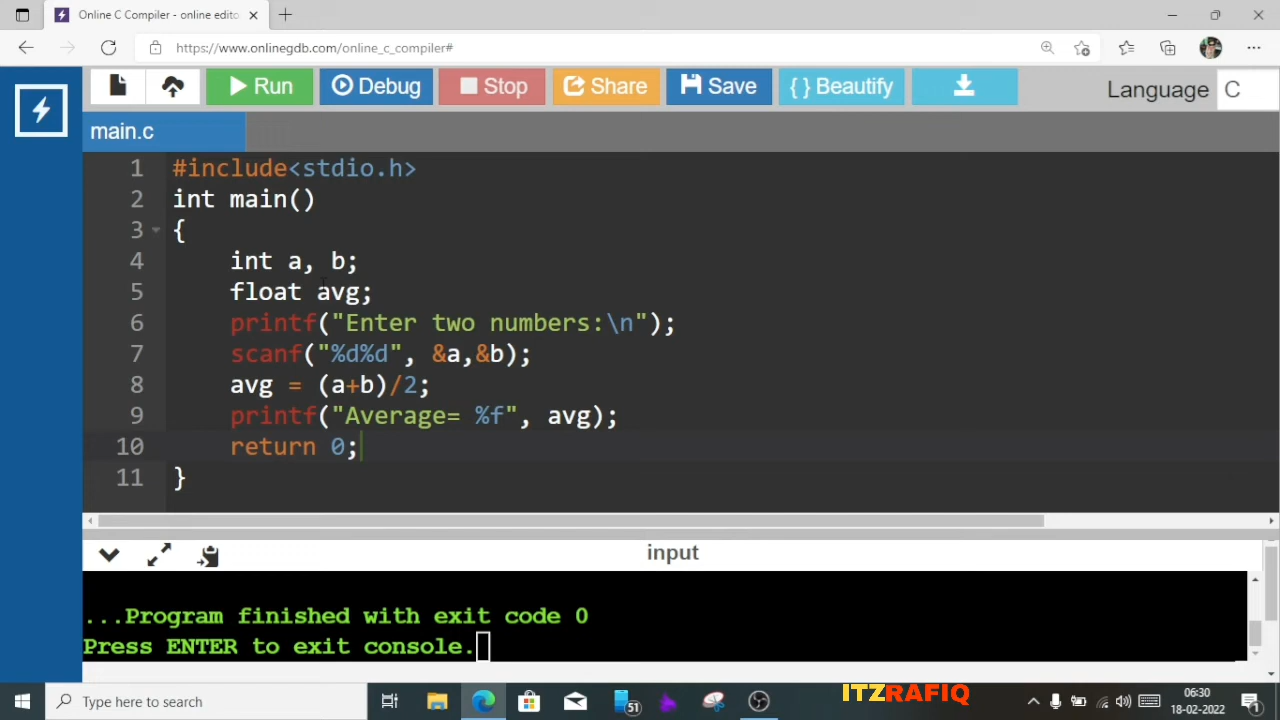 Online C Compiler - online edito
https://www.onlinegdb.com/online_c_compiler#
Run Debug Stop Share Save { } Beautify Language C
main.c
1 #include<stdio.h>
2 int main()
3 {
4 int a, b;
5 float avg;
6 printf("Enter two numbers:\n");
7 scanf("%d%d", &a,&b);
8 avg = (a+b)/2;
9 printf("Average= %f", avg);
10 return 0;
11 }
input
...Program finished with exit code 0
Press ENTER to exit console.
Type here to search
51
ITZRAFIQ
06:30
18-02-2022
1